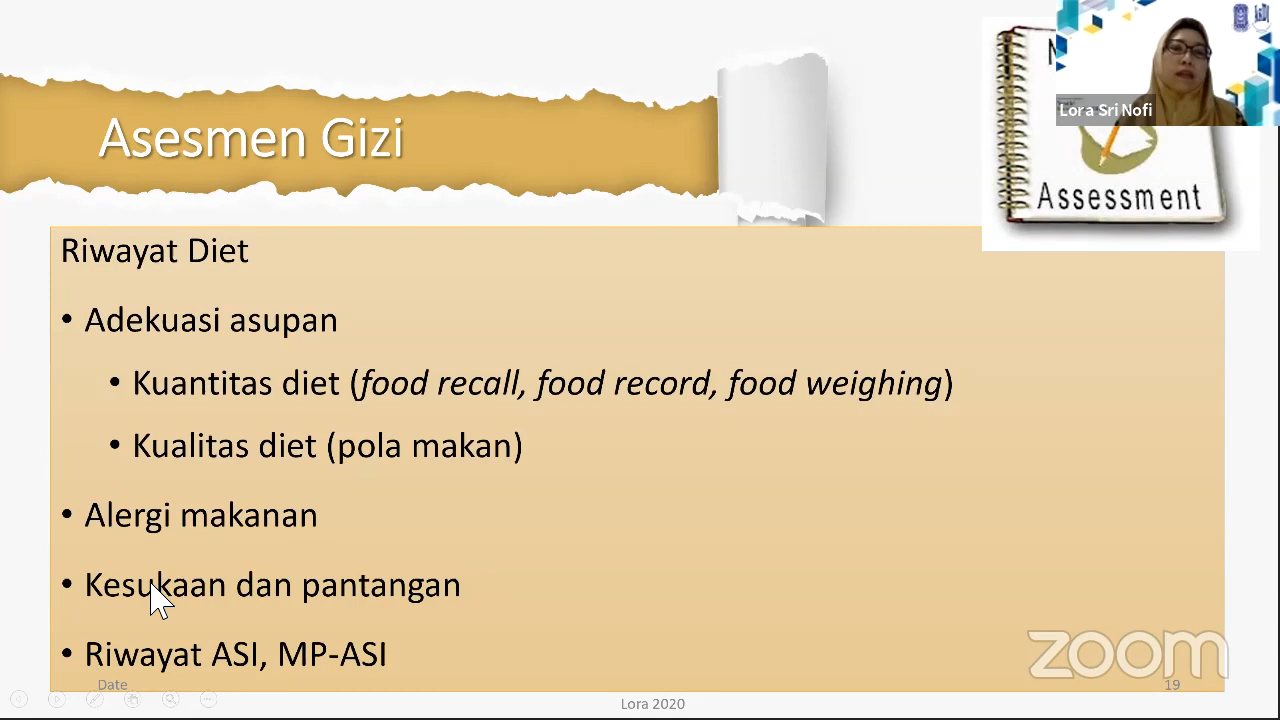 Asesmen Gizi
N
Lora Sri Nofi
Assessment
Riwayat Diet
• Adekuasi asupan
• Kuantitas diet (food recall, food record, food weighing)
• Kualitas diet (pola makan)
• Alergi makanan
• Kesukaan dan pantangan
• Riwayat ASI, MP-ASI
zoom
Date
19
Lora 2020